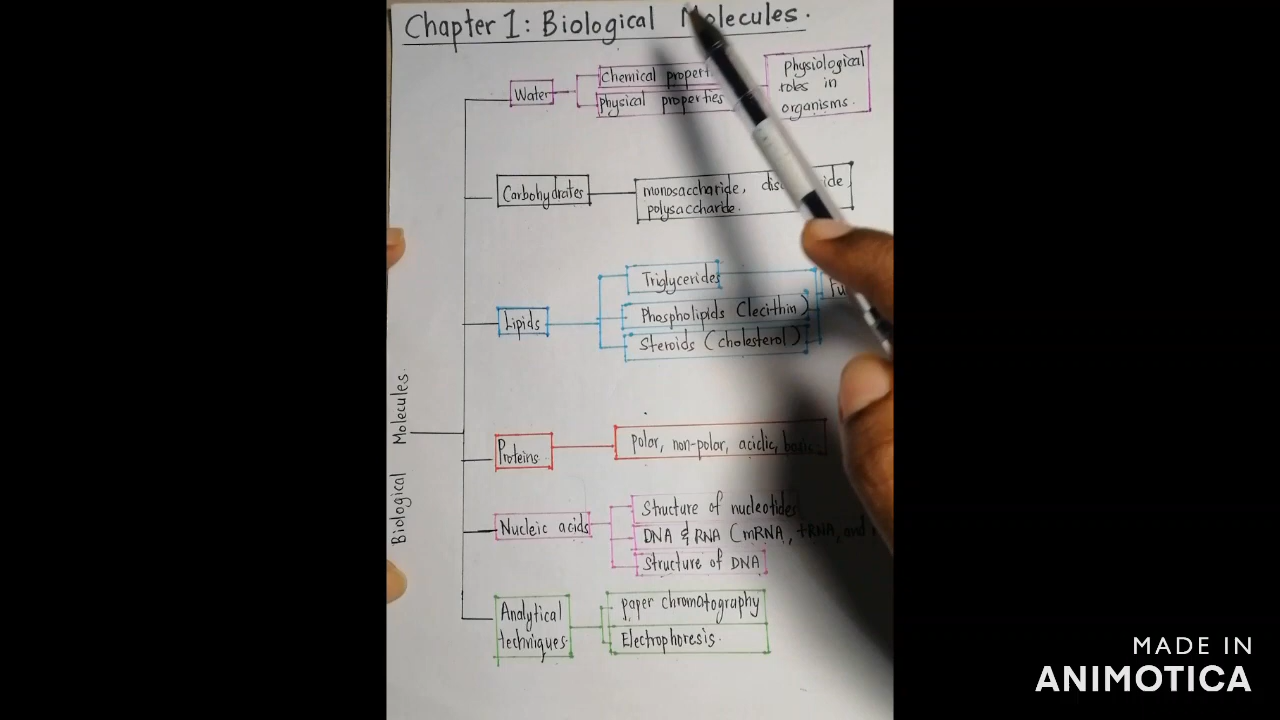 Chapter 1: Biological Molecules.
Water
Chemical
physical properties
physiological
roles in
organisms.
Carbohydrates
monosaccharide,
polysaccharide.
Lipids
Triglycerides
Phospholipids (lecithin)
Steroids (cholesterol)
Proteins
polar, non-polar, acidic, basic
Nucleic acids
Structure of nucleotides
DNA & RNA (mRNA, tRNA, and
Structure of DNA
Analytical
techniques.
paper chromatography
Electrophoresis.
Biological Molecules.
MADE IN
ANIMOTICA